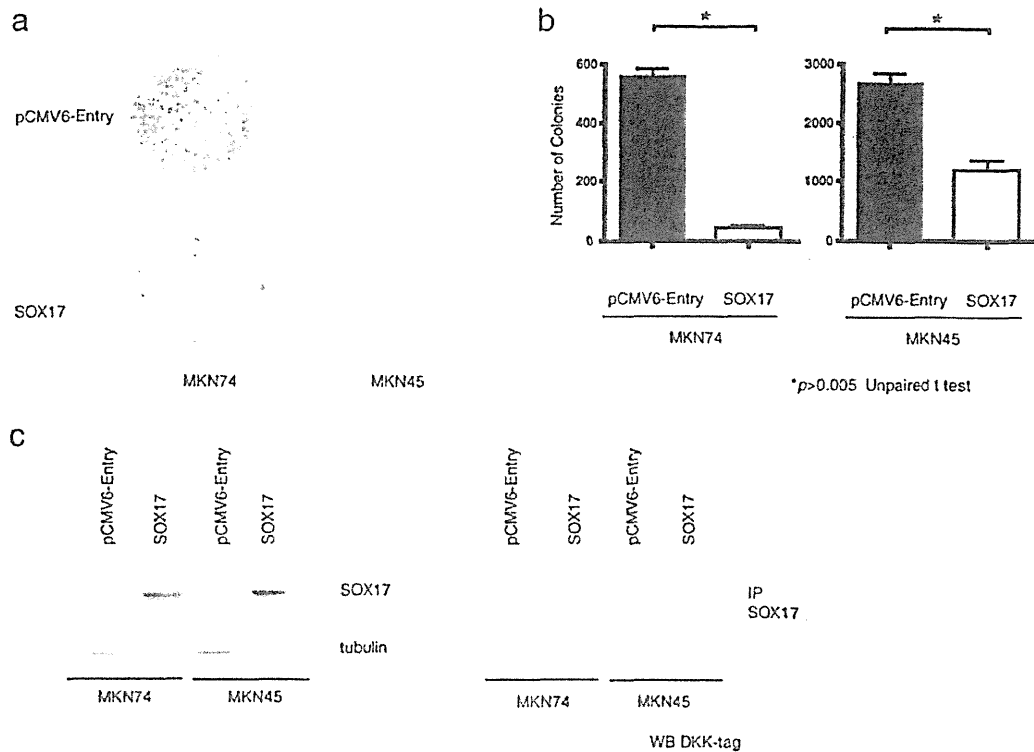 a
pCMV6-Entry
SOX17
MKN74 MKN45
b
* *
Number of Colonies
600
400
200
0
3000
2000
1000
0
pCMV6-Entry SOX17 pCMV6-Entry SOX17
MKN74 MKN45
*p>0.005 Unpaired t test
c
pCMV6-Entry SOX17 pCMV6-Entry SOX17
SOX17
tubulin
MKN74 MKN45
pCMV6-Entry SOX17 pCMV6-Entry SOX17
IP
SOX17
MKN74 MKN45
WB DKK-tag